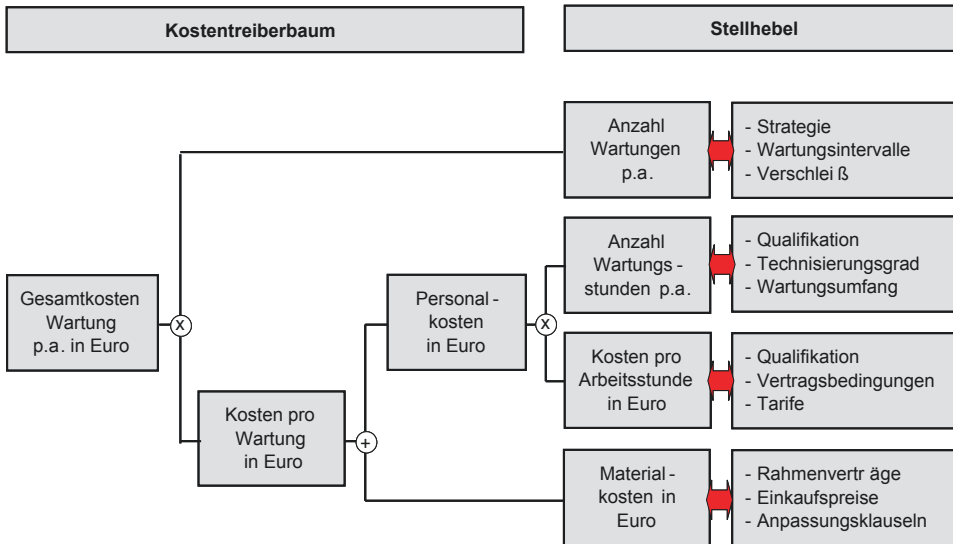 Kostentreiberbaum
Stellhebel
Anzahl
Wartungen
p.a.
- Strategie
- Wartungsintervalle
- Verschlei ß
Anzahl
Wartungs -
stunden p.a.
- Qualifikation
- Technisierungsgrad
- Wartungsumfang
Gesamtkosten
Wartung
p.a. in Euro
x
Personal -
kosten
in Euro
x
Kosten pro
Arbeitsstunde
in Euro
- Qualifikation
- Vertragsbedingungen
- Tarife
Kosten pro
Wartung
in Euro
+
Material -
kosten in
Euro
- Rahmenvertr äge
- Einkaufspreise
- Anpassungsklauseln